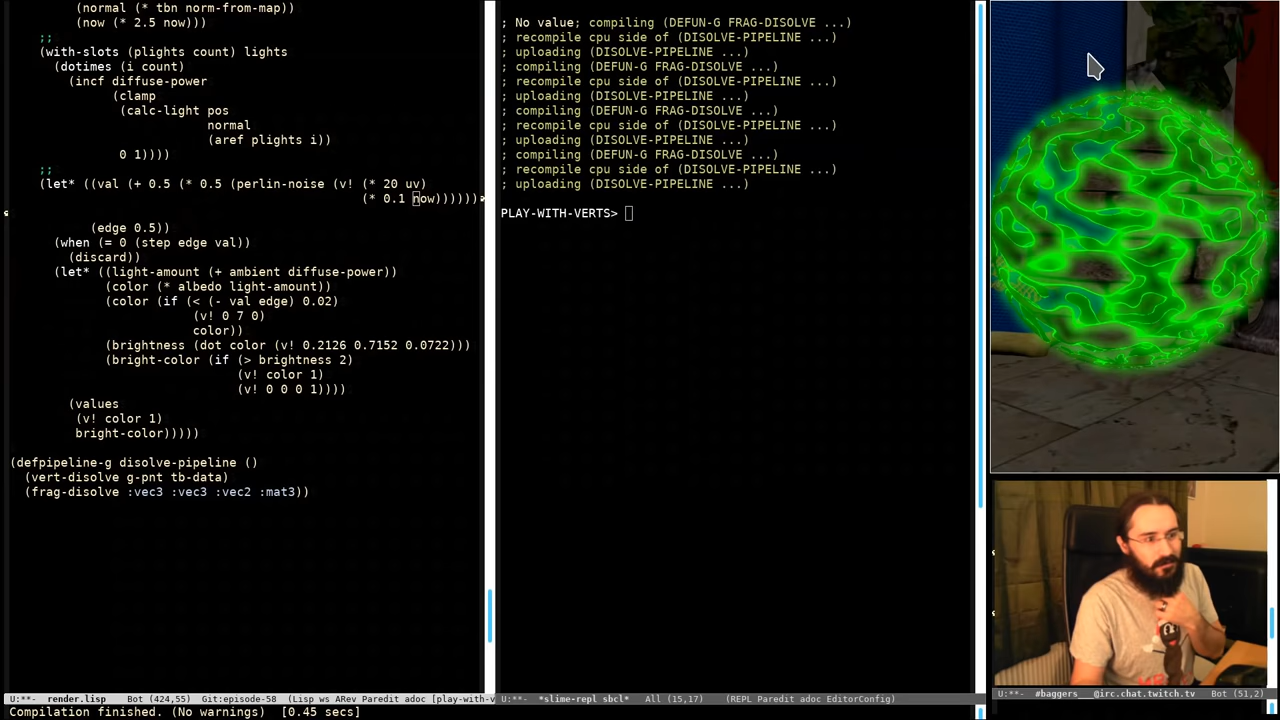 (normal (* tbn norm-from-map))
(now (* 2.5 now)))
;;
(with-slots (plights count) lights
(dotimes (i count)
(incf diffuse-power
(clamp
(calc-light pos
normal
(aref plights i))
0 1))))
;;
(let* ((val (+ 0.5 (* 0.5 (perlin-noise (v! (* 20 uv)
(* 0.1 now))))))
(edge 0.5))
(when (= 0 (step edge val))
(discard))
(let* ((light-amount (+ ambient diffuse-power))
(color (* albedo light-amount))
(color (if (< (- val edge) 0.02)
(v! 0 7 0)
color))
(brightness (dot color (v! 0.2126 0.7152 0.0722)))
(bright-color (if (> brightness 2)
(v! color 1)
(v! 0 0 0 1))))
(values
(v! color 1)
bright-color)))))
(defpipeline-g disolve-pipeline ()
(vert-disolve g-pnt tb-data)
(frag-disolve :vec3 :vec3 :vec2 :mat3))
U:**- render.lisp Bot (424,55) Git:episode-58 (Lisp ws ARev Paredit adoc [play-with-v
Compilation finished. (No warnings) [0.45 secs]
; No value; compiling (DEFUN-G FRAG-DISOLVE ...)
; recompile cpu side of (DISOLVE-PIPELINE ...)
; uploading (DISOLVE-PIPELINE ...)
; compiling (DEFUN-G FRAG-DISOLVE ...)
; recompile cpu side of (DISOLVE-PIPELINE ...)
; uploading (DISOLVE-PIPELINE ...)
; compiling (DEFUN-G FRAG-DISOLVE ...)
; recompile cpu side of (DISOLVE-PIPELINE ...)
; uploading (DISOLVE-PIPELINE ...)
; compiling (DEFUN-G FRAG-DISOLVE ...)
; recompile cpu side of (DISOLVE-PIPELINE ...)
; uploading (DISOLVE-PIPELINE ...)
PLAY-WITH-VERTS>
U:**- *slime-repl sbcl* All (15,17) (REPL Paredit adoc EditorConfig)
U:**- #baggers__@irc.chat.twitch.tv Bot (51,2)